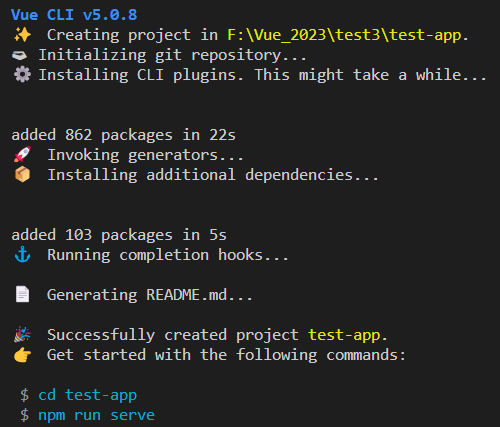 Vue CLI v5.0.8
✨ Creating project in F:\Vue_2023\test3\test-app.
🗃 Initializing git repository...
⚙️ Installing CLI plugins. This might take a while...
added 862 packages in 22s
🚀 Invoking generators...
📦 Installing additional dependencies...
added 103 packages in 5s
⚓ Running completion hooks...
📄 Generating README.md...
🎉 Successfully created project test-app.
👉 Get started with the following commands:
$ cd test-app
$ npm run serve